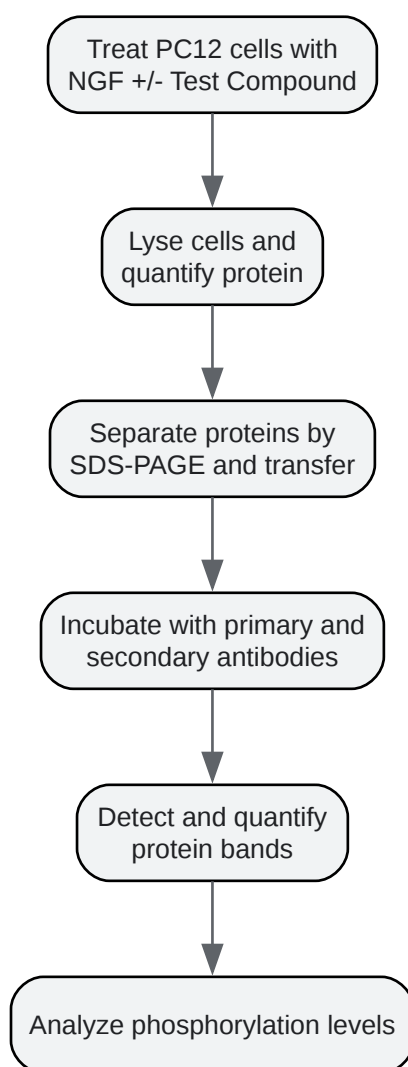 Treat PC12 cells with
NGF +/- Test Compound
Lyse cells and
quantify protein
Separate proteins by
SDS-PAGE and transfer
Incubate with primary and
secondary antibodies
Detect and quantify
protein bands
Analyze phosphorylation levels